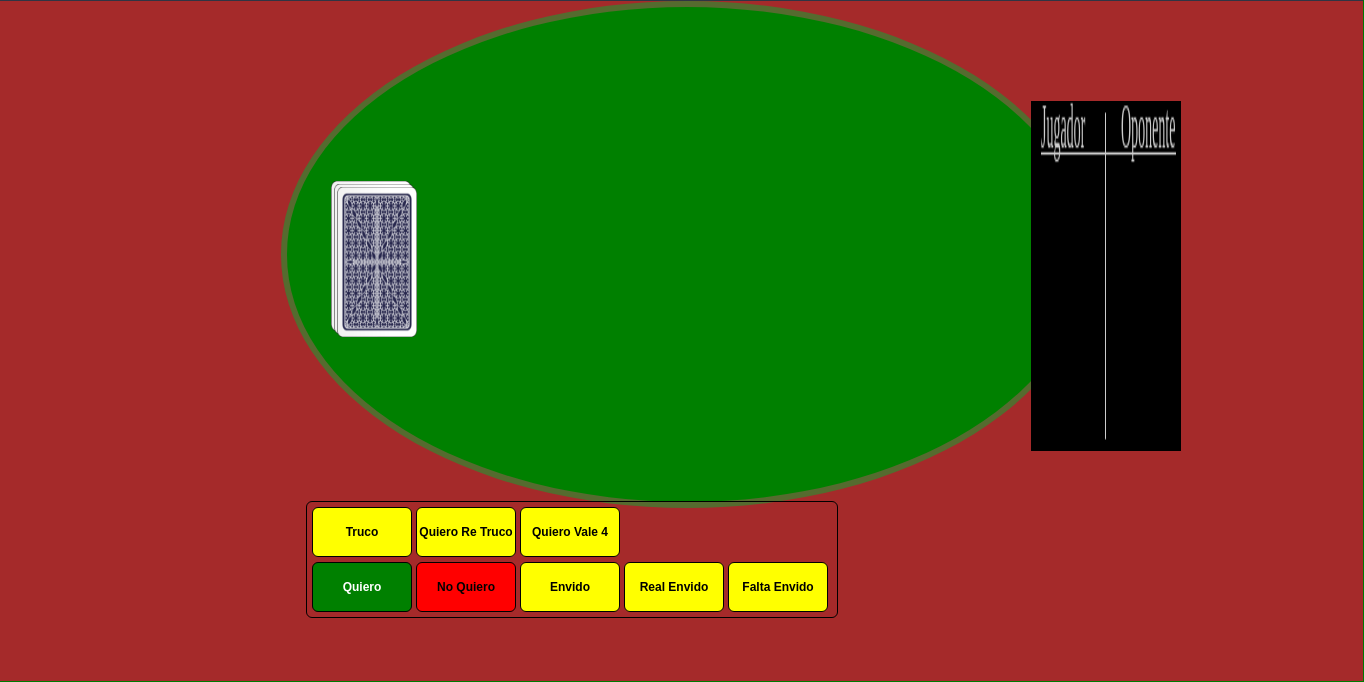 Jugador Oponente
Truco Quiero Re Truco Quiero Vale 4
Quiero No Quiero Envido Real Envido Falta Envido